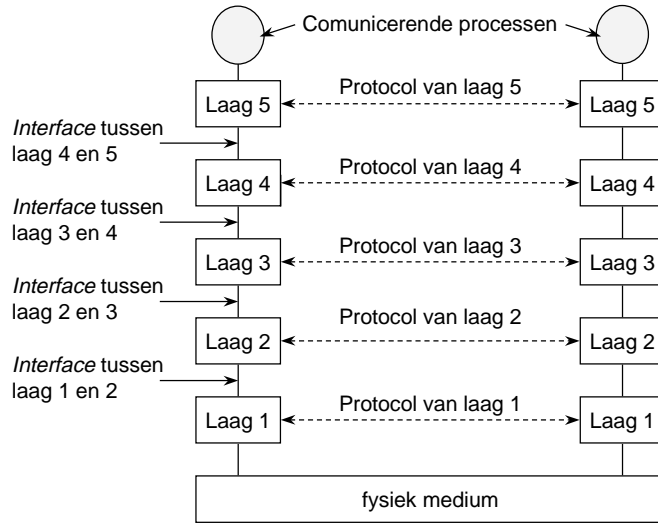 Comunicerende processen
Laag 5
Protocol van laag 5
Laag 5
Interface tussen
laag 4 en 5
Laag 4
Protocol van laag 4
Laag 4
Interface tussen
laag 3 en 4
Laag 3
Protocol van laag 3
Laag 3
Interface tussen
laag 2 en 3
Laag 2
Protocol van laag 2
Laag 2
Interface tussen
laag 1 en 2
Laag 1
Protocol van laag 1
Laag 1
fysiek medium